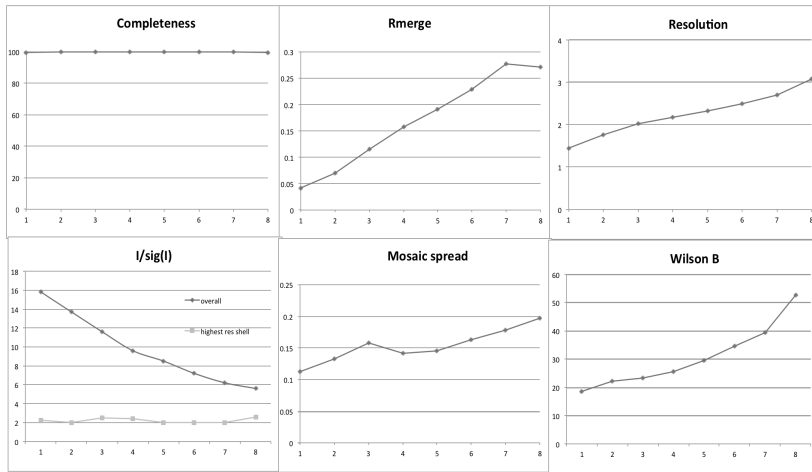 Completeness
100
80
60
40
20
0
1 2 3 4 5 6 7 8
Rmerge
0.3
0.25
0.2
0.15
0.1
0.05
0
1 2 3 4 5 6 7 8
Resolution
4
3
2
1
0
1 2 3 4 5 6 7 8
I/sig(I)
18
16
14
12
10
8
6
4
2
0
overall
highest res shell
1 2 3 4 5 6 7 8
Mosaic spread
0.25
0.2
0.15
0.1
0.05
0
1 2 3 4 5 6 7 8
Wilson B
60
50
40
30
20
10
0
1 2 3 4 5 6 7 8